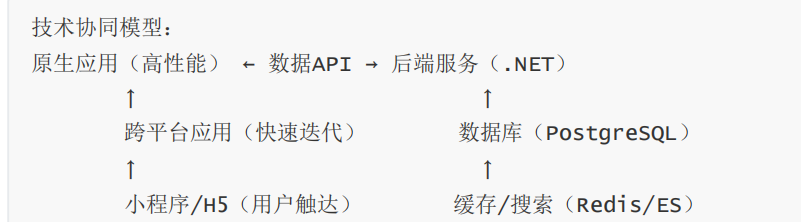 技术协同模型：
原生应用（高性能） ← 数据API → 后端服务（.NET）
↑ ↑
跨平台应用（快速迭代） 数据库（PostgreSQL）
↑ ↑
小程序/H5（用户触达） 缓存/搜索（Redis/ES）